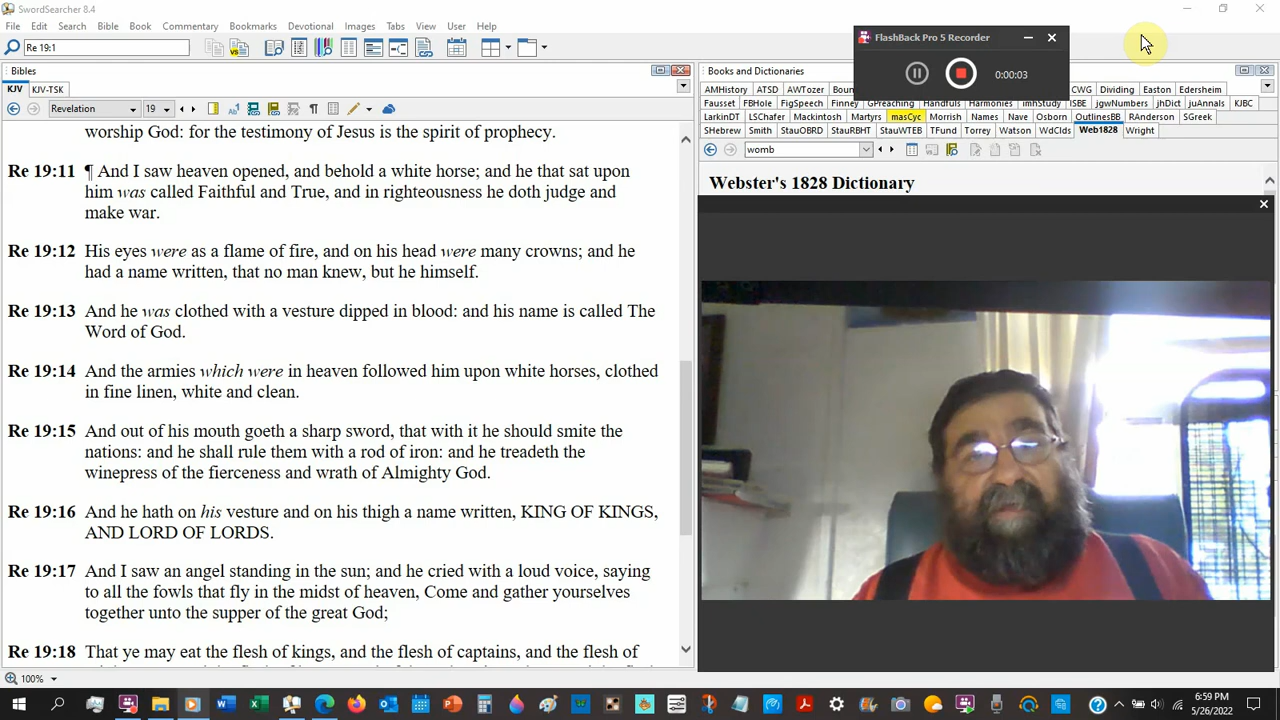 SwordSearcher 8.4
File Edit Search Bible Book Commentary Bookmarks Devotional Images Tabs View User Help
Re 19:1
FlashBack Pro 5 Recorder
0:00:03
Bibles
KJV KJV-TSK
Revelation 19
worship God: for the testimony of Jesus is the spirit of prophecy.
Re 19:11 ¶ And I saw heaven opened, and behold a white horse; and he that sat upon
him was called Faithful and True, and in righteousness he doth judge and
make war.
Re 19:12 His eyes were as a flame of fire, and on his head were many crowns; and he
had a name written, that no man knew, but he himself.
Re 19:13 And he was clothed with a vesture dipped in blood: and his name is called The
Word of God.
Re 19:14 And the armies which were in heaven followed him upon white horses, clothed
in fine linen, white and clean.
Re 19:15 And out of his mouth goeth a sharp sword, that with it he should smite the
nations: and he shall rule them with a rod of iron: and he treadeth the
winepress of the fierceness and wrath of Almighty God.
Re 19:16 And he hath on his vesture and on his thigh a name written, KING OF KINGS,
AND LORD OF LORDS.
Re 19:17 And I saw an angel standing in the sun; and he cried with a loud voice, saying
to all the fowls that fly in the midst of heaven, Come and gather yourselves
together unto the supper of the great God;
Re 19:18 That ye may eat the flesh of kings, and the flesh of captains, and the flesh of
100%
Books and Dictionaries
AMHistory ATSD AWTozer Boun CWG Dividing Easton Edersheim
Fausset FBHole FigSpeech Finney GPreaching Handfuls Harmonies imhStudy ISBE jgwNumbers jhDict juAnnals KJBC
LarkinDT LSChafer Mackintosh Martyrs masCyc Morrish Names Nave Osborn OutlinesBB RAnderson SGreek
SHebrew Smith StauOBRD StauRBHT StauWTEB TFund Torrey Watson WdClds Web1828 Wright
womb
Webster's 1828 Dictionary
6:59 PM
5/26/2022